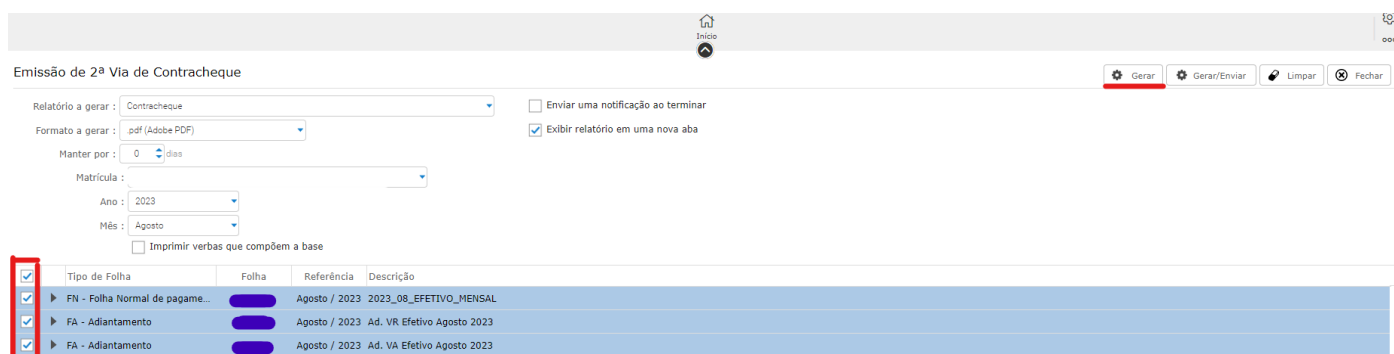 Início
Emissão de 2ª Via de Contracheque
Gerar
Gerar/Enviar
Limpar
Fechar
Relatório a gerar : Contracheque
Enviar uma notificação ao terminar
Formato a gerar : .pdf (Adobe PDF)
Exibir relatório em uma nova aba
Manter por : 0 dias
Matrícula :
Ano : 2023
Mês : Agosto
Imprimir verbas que compõem a base
Tipo de Folha Folha Referência Descrição
FN - Folha Normal de pagame... Agosto / 2023 2023_08_EFETIVO_MENSAL
FA - Adiantamento Agosto / 2023 Ad. VR Efetivo Agosto 2023
FA - Adiantamento Agosto / 2023 Ad. VA Efetivo Agosto 2023